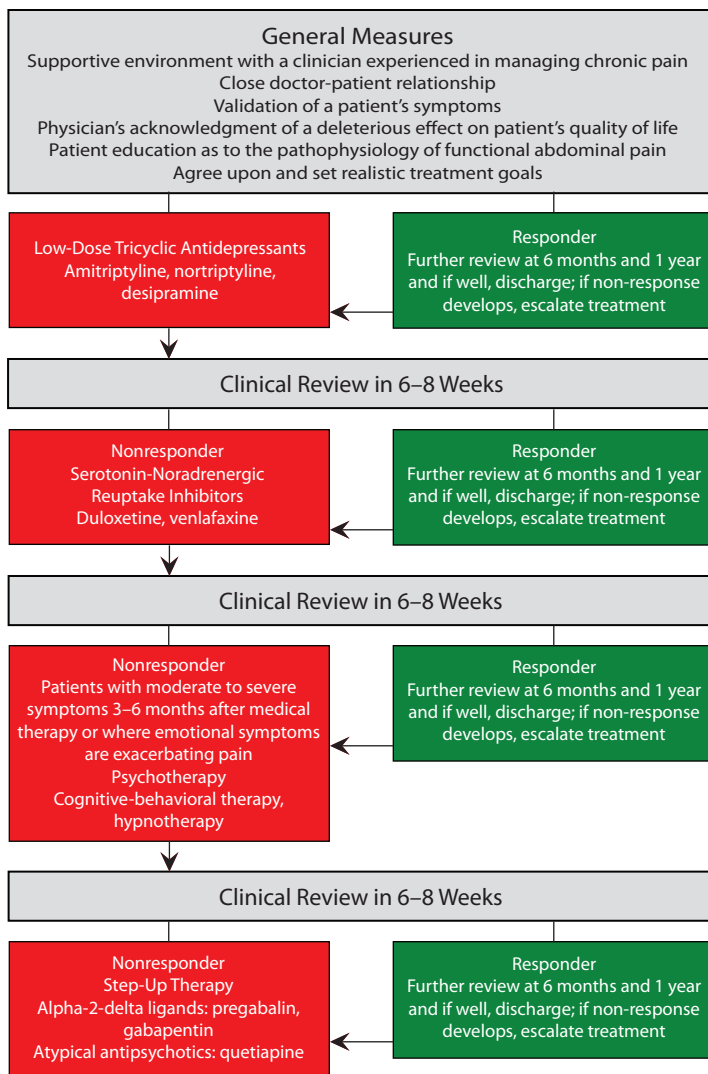 General Measures
Supportive environment with a clinician experienced in managing chronic pain
Close doctor-patient relationship
Validation of a patient’s symptoms
Physician’s acknowledgment of a deleterious effect on patient’s quality of life
Patient education as to the pathophysiology of functional abdominal pain
Agree upon and set realistic treatment goals
Low-Dose Tricyclic Antidepressants
Amitriptyline, nortriptyline,
desipramine
Responder
Further review at 6 months and 1 year
and if well, discharge; if non-response
develops, escalate treatment
Clinical Review in 6–8 Weeks
Nonresponder
Serotonin-Noradrenergic
Reuptake Inhibitors
Duloxetine, venlafaxine
Responder
Further review at 6 months and 1 year
and if well, discharge; if non-response
develops, escalate treatment
Clinical Review in 6–8 Weeks
Nonresponder
Patients with moderate to severe
symptoms 3–6 months after medical
therapy or where emotional symptoms
are exacerbating pain
Psychotherapy
Cognitive-behavioral therapy,
hypnotherapy
Responder
Further review at 6 months and 1 year
and if well, discharge; if non-response
develops, escalate treatment
Clinical Review in 6–8 Weeks
Nonresponder
Step-Up Therapy
Alpha-2-delta ligands: pregabalin,
gabapentin
Atypical antipsychotics: quetiapine
Responder
Further review at 6 months and 1 year
and if well, discharge; if non-response
develops, escalate treatment